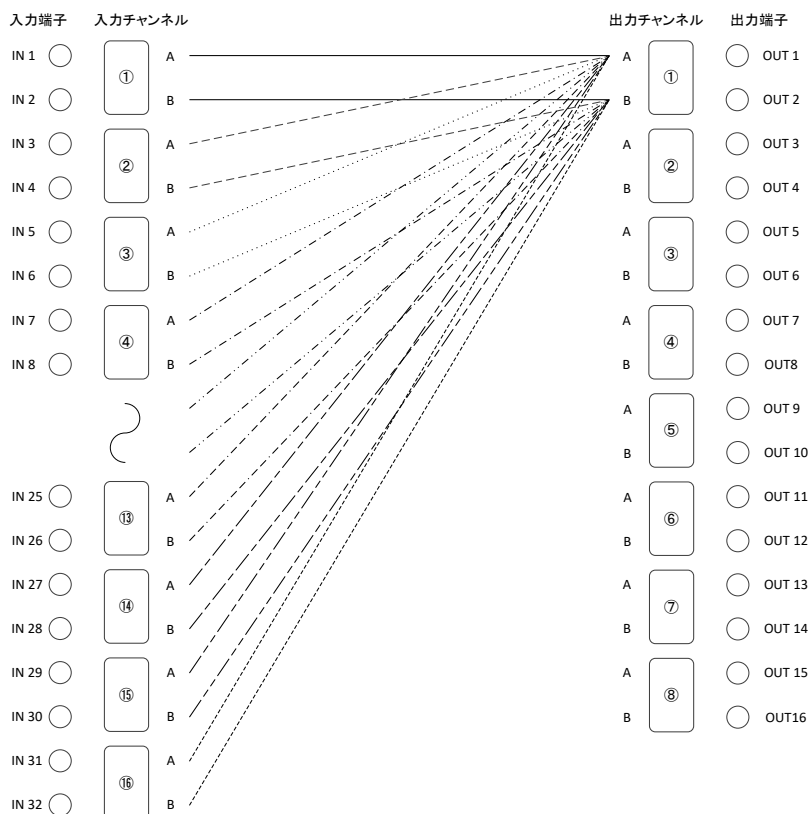 入力端子 入力チャンネル 出力チャンネル 出力端子
IN 1 A A OUT 1
① ①
IN 2 B B OUT 2
IN 3 A A OUT 3
② ②
IN 4 B B OUT 4
IN 5 A A OUT 5
③ ③
IN 6 B B OUT 6
IN 7 A A OUT 7
④ ④
IN 8 B B OUT8
A OUT 9
⑤
B OUT 10
IN 25 A A OUT 11
⑬ ⑥
IN 26 B B OUT 12
IN 27 A A OUT 13
⑭ ⑦
IN 28 B B OUT 14
IN 29 A A OUT 15
⑮ ⑧
IN 30 B B OUT16
IN 31 A
⑯
IN 32 B